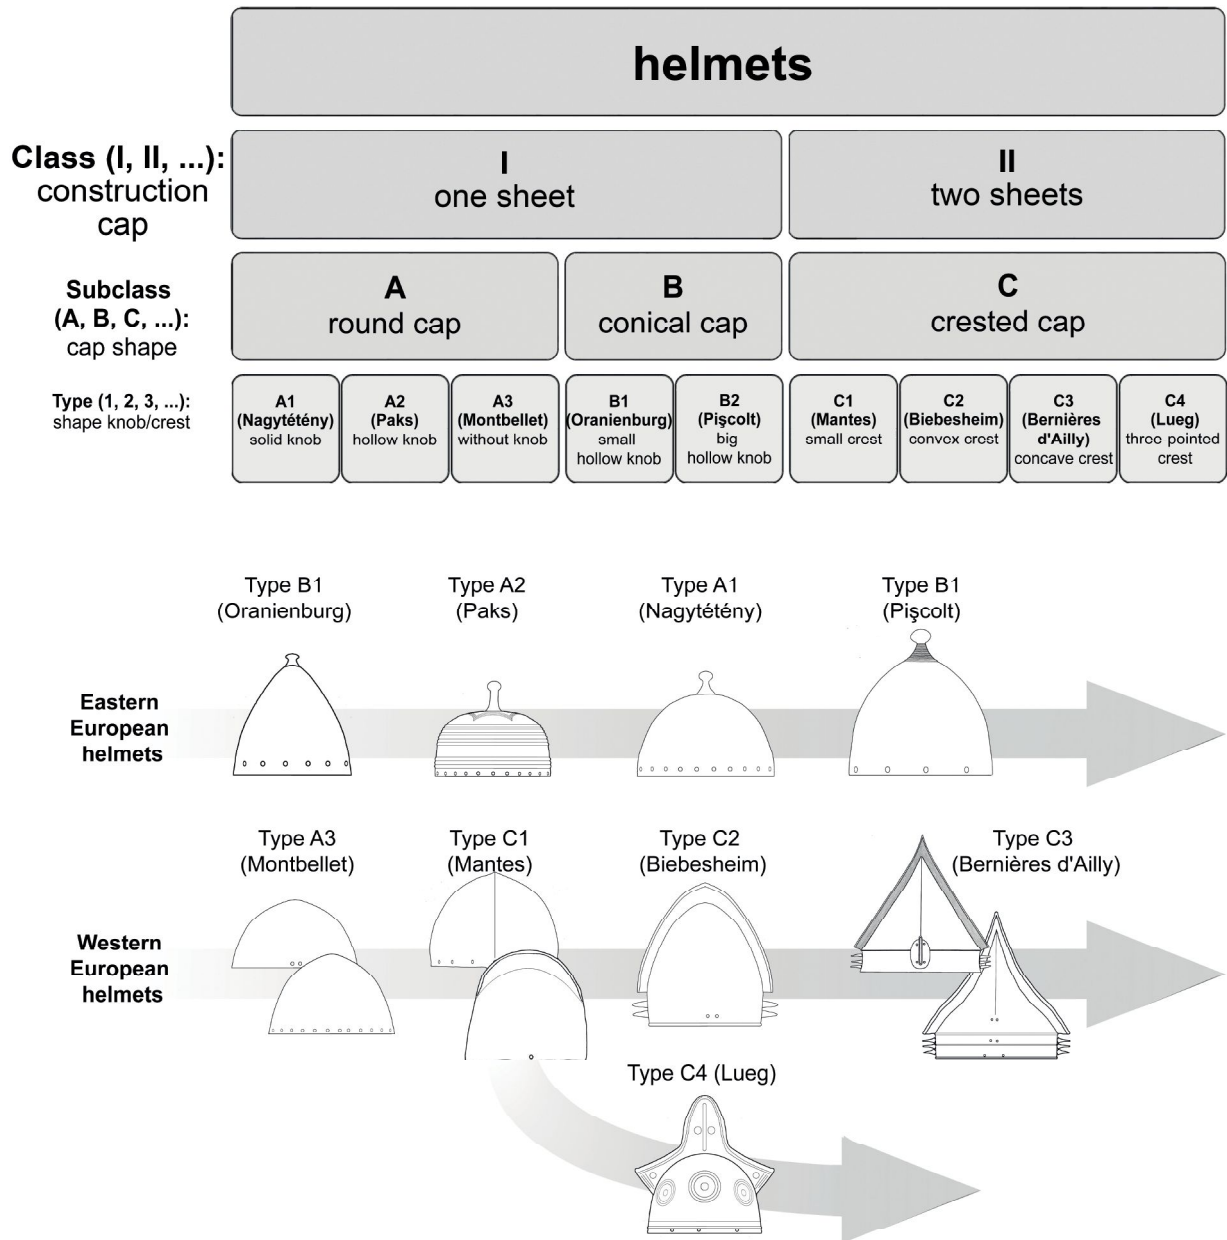 helmets
Class (I, II, ...):
construction
cap
I
one sheet
II
two sheets
Subclass
(A, B, C, ...):
cap shape
A
round cap
B
conical cap
C
crested cap
Type (1, 2, 3, ...):
shape knob/crest
A1
(Nagytétény)
solid knob
A2
(Paks)
hollow knob
A3
(Montbellet)
without knob
B1
(Oranienburg)
small
hollow knob
B2
(Pişcolt)
big
hollow knob
C1
(Mantes)
small crest
C2
(Biebesheim)
convex crest
C3
(Bernières
d'Ailly)
concave crest
C4
(Lueg)
three pointed
crest
Type B1
(Oranienburg)
Type A2
(Paks)
Type A1
(Nagytétény)
Type B1
(Pişcolt)
Eastern
European
helmets
Type A3
(Montbellet)
Type C1
(Mantes)
Type C2
(Biebesheim)
Type C3
(Bernières d'Ailly)
Western
European
helmets
Type C4 (Lueg)